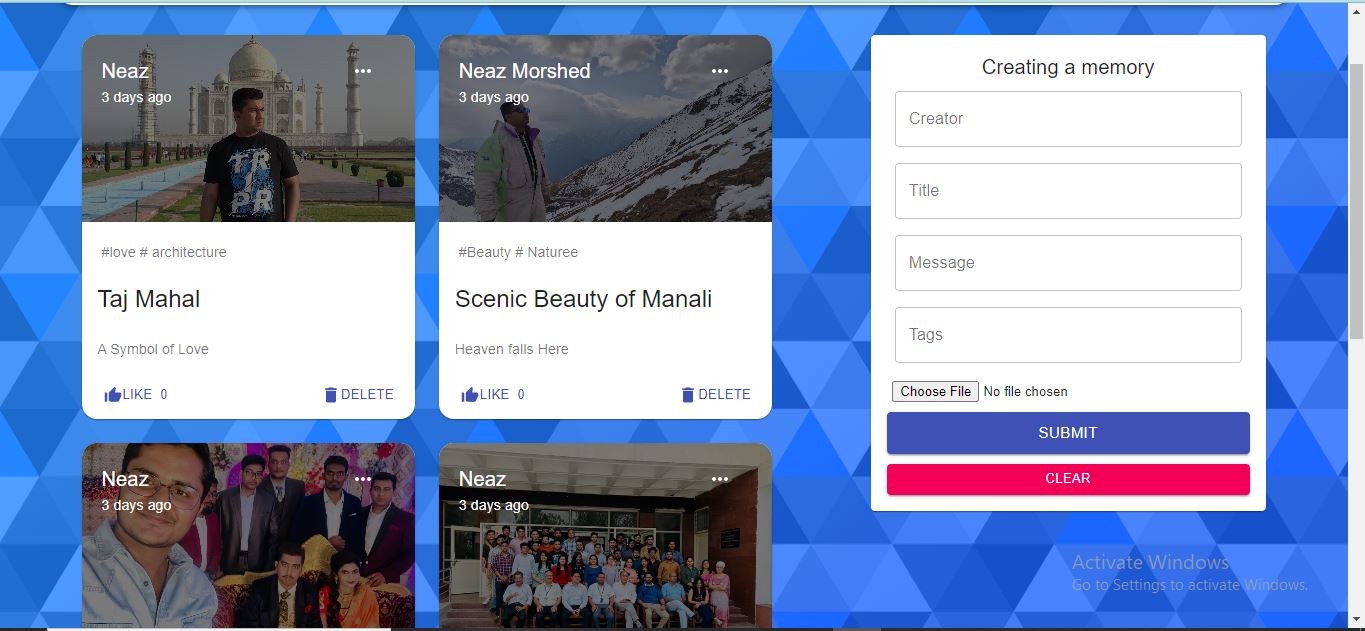 Neaz
3 days ago
#love # architecture
Taj Mahal
A Symbol of Love
LIKE 0
DELETE
Neaz Morshed
3 days ago
#Beauty # Naturee
Scenic Beauty of Manali
Heaven falls Here
LIKE 0
DELETE
Neaz
3 days ago
Neaz
3 days ago
Creating a memory
Creator
Title
Message
Tags
Choose File No file chosen
SUBMIT
CLEAR
Activate Windows
Go to Settings to activate Windows.